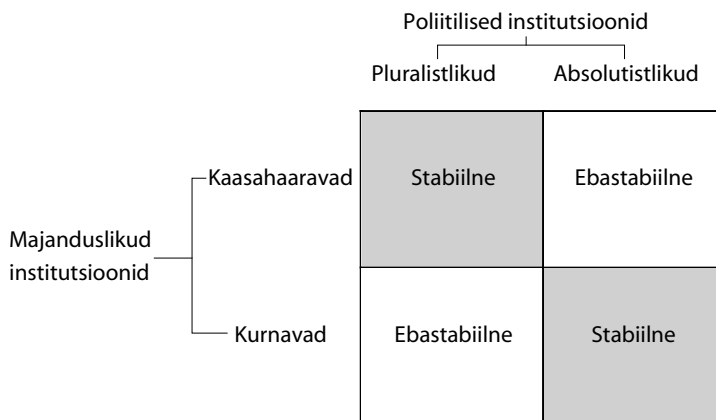 Poliitilised institutsioonid
Pluralistlikud Absolutistlikud
Kaasahaaravad Stabiilne Ebastabiilne
Majanduslikud
institutsioonid
Kurnavad Ebastabiilne Stabiilne